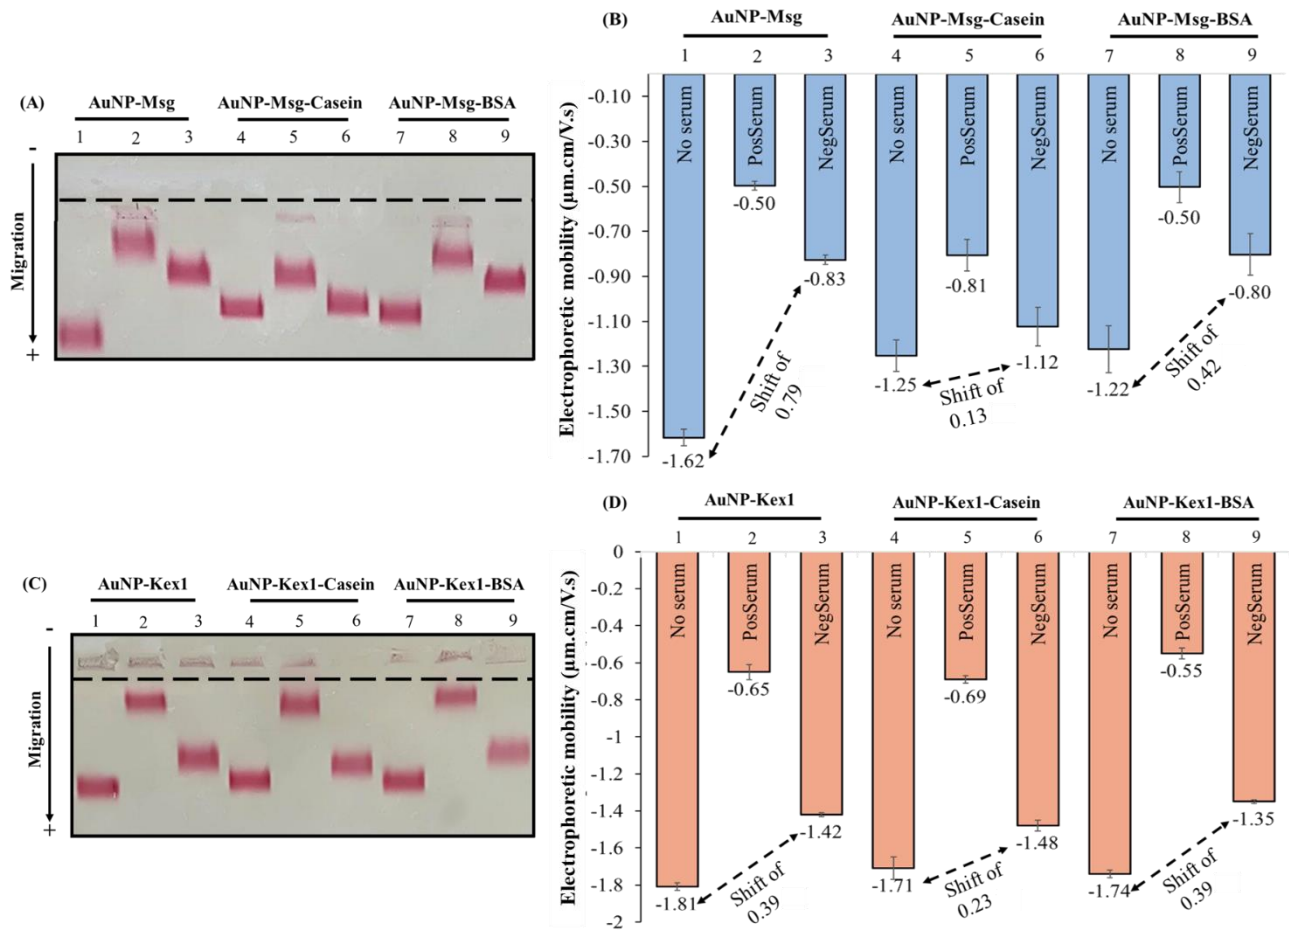 (A)
AuNP-Msg AuNP-Msg-Casein AuNP-Msg-BSA
1 2 3 4 5 6 7 8 9
-
Migration
+
(B)
AuNP-Msg AuNP-Msg-Casein AuNP-Msg-BSA
1 2 3 4 5 6 7 8 9
Electrophoretic mobility (µm.cm/V.s)
-0.10
-0.30
-0.50
-0.70
-0.90
-1.10
-1.30
-1.50
-1.70
No serum PosSerum NegSerum No serum PosSerum NegSerum No serum PosSerum NegSerum
-1.62 -0.50 -0.83 -1.25 -0.81 -1.12 -1.22 -0.50 -0.80
Shift of
0.79
Shift of
0.13
Shift of
0.42
(C)
AuNP-Kex1 AuNP-Kex1-Casein AuNP-Kex1-BSA
1 2 3 4 5 6 7 8 9
-
Migration
+
(D)
AuNP-Kex1 AuNP-Kex1-Casein AuNP-Kex1-BSA
1 2 3 4 5 6 7 8 9
Electrophoretic mobility (µm.cm/V.s)
0
-0.2
-0.4
-0.6
-0.8
-1
-1.2
-1.4
-1.6
-1.8
-2
No serum PosSerum NegSerum No serum PosSerum NegSerum No serum PosSerum NegSerum
-1.81 -0.65 -1.42 -1.71 -0.69 -1.48 -1.74 -0.55 -1.35
Shift of
0.39
Shift of
0.23
Shift of
0.39